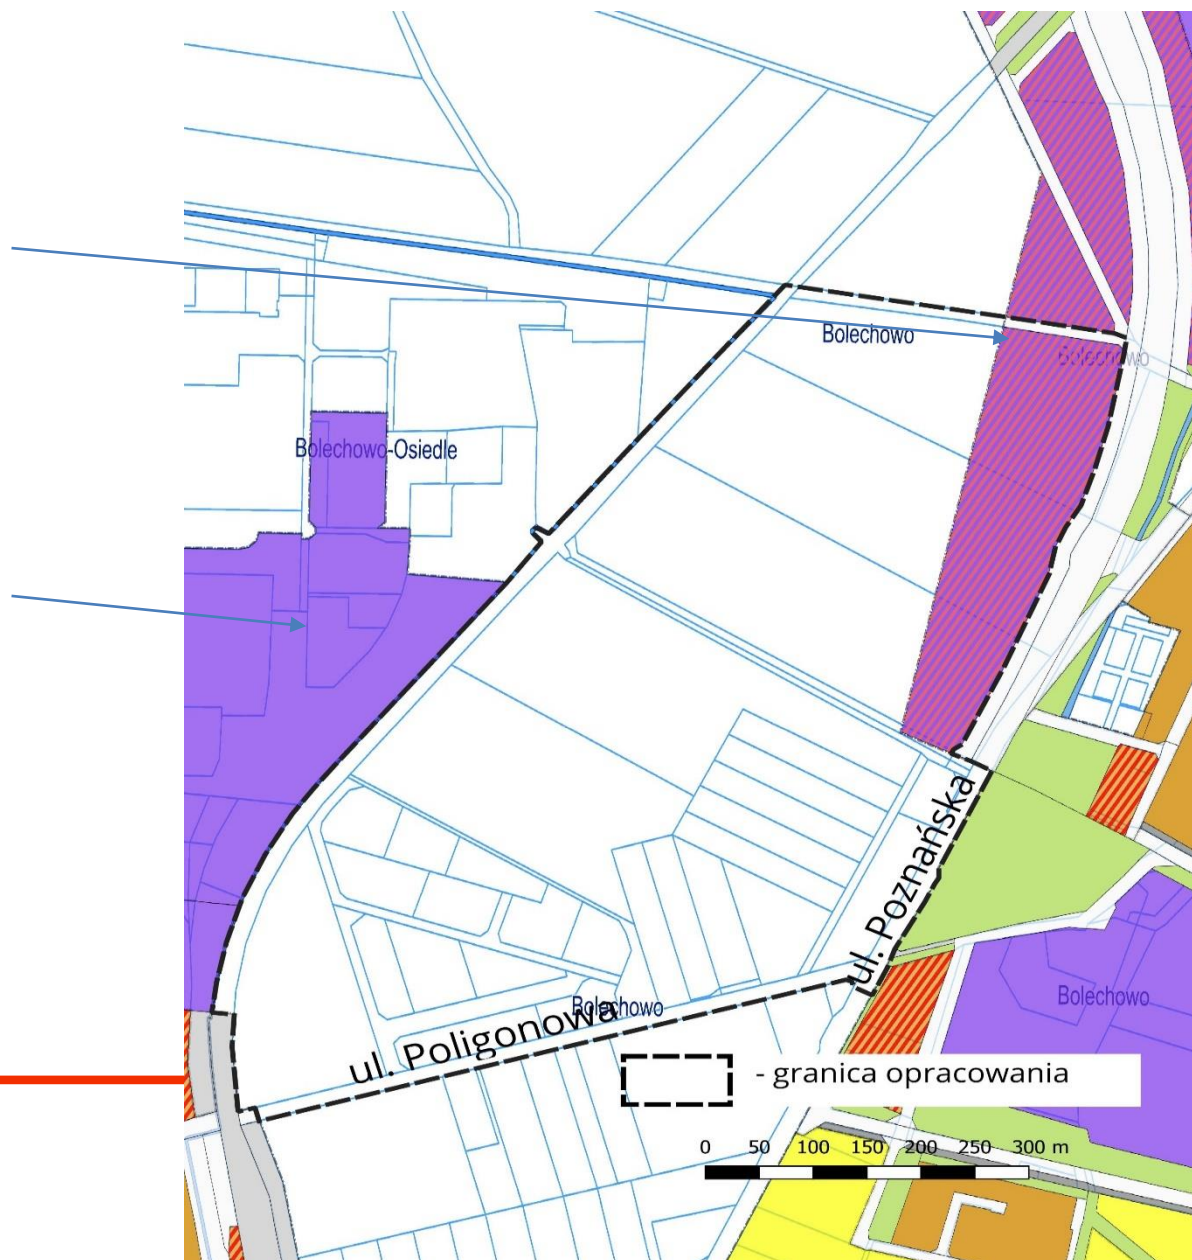 Bolechowo
Bolechowo
Bolechowo-Osiedle
ul. Poznańska
Bolechowo
Bolechowo
ul. Poligonowa
- granica opracowania
0 50 100 150 200 250 300 m